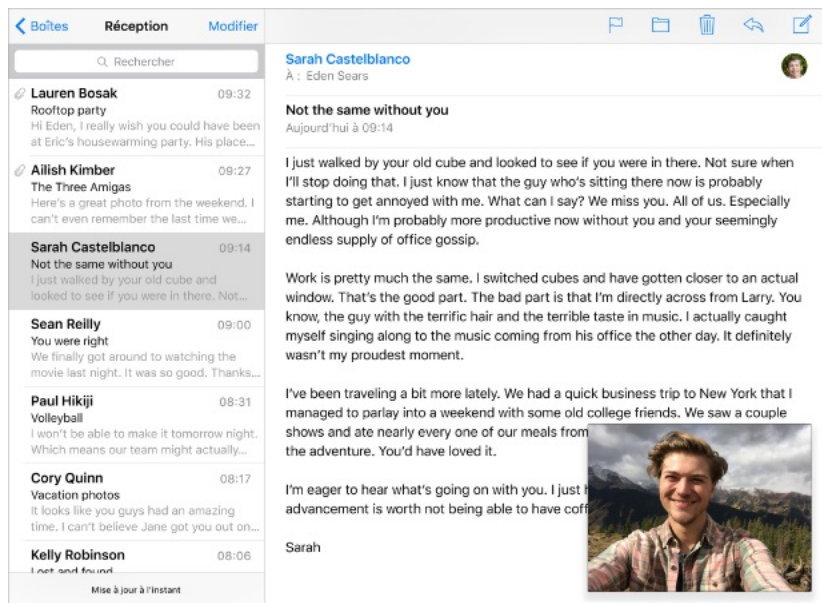 Boîtes
Réception
Modifier
Rechercher
Lauren Bosak 09:32
Rooftop party
Hi Eden, I really wish you could have been
at Eric's housewarming party. His place...
Ailish Kimber 09:27
The Three Amigas
Here's a great photo from the weekend. I
can't even remember the last time we...
Sarah Castelblanco 09:14
Not the same without you
I just walked by your old cube and
looked to see if you were in there. Not...
Sean Reilly 09:00
You were right
We finally got around to watching the
movie last night. It was so good. Thanks...
Paul Hikiji 08:31
Volleyball
I won't be able to make it tomorrow night.
Which means our team might actually...
Cory Quinn 08:17
Vacation photos
It looks like you guys had an amazing
time. I can't believe Jane got you out on...
Kelly Robinson 08:06
Lost and found
Mise à jour à l'instant
Sarah Castelblanco
À : Eden Sears
Not the same without you
Aujourd'hui à 09:14
I just walked by your old cube and looked to see if you were in there. Not sure when
I'll stop doing that. I just know that the guy who's sitting there now is probably
starting to get annoyed with me. What can I say? We miss you. All of us. Especially
me. Although I'm probably more productive now without you and your seemingly
endless supply of office gossip.
Work is pretty much the same. I switched cubes and have gotten closer to an actual
window. That's the good part. The bad part is that I'm directly across from Larry. You
know, the guy with the terrific hair and the terrible taste in music. I actually caught
myself singing along to the music coming from his office the other day. It definitely
wasn't my proudest moment.
I've been traveling a bit more lately. We had a quick business trip to New York that I
managed to parlay into a weekend with some old college friends. We saw a couple
shows and ate nearly every one of our meals from
the adventure. You'd have loved it.
I'm eager to hear what's going on with you. I just
advancement is worth not being able to have
Sarah